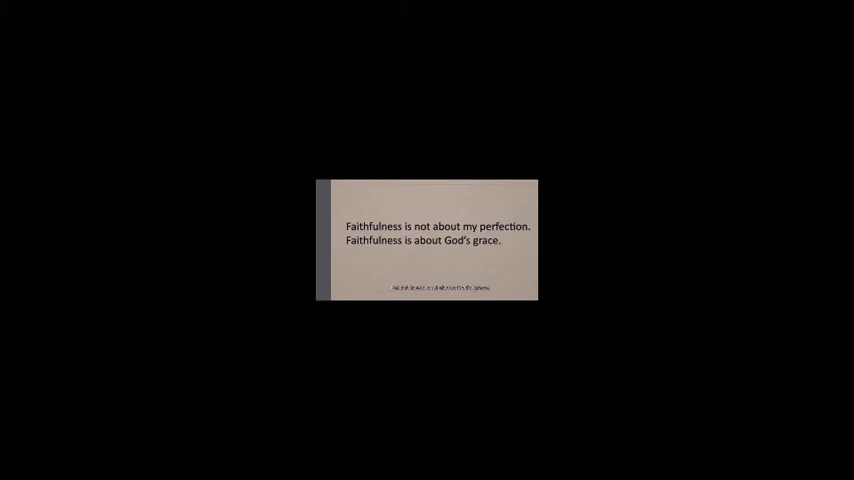 Faithfulness is not about my perfection.
Faithfulness is about God's grace.